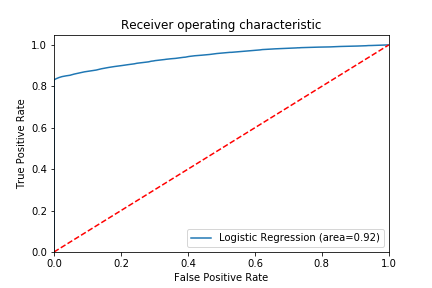 Receiver operating characteristic
1.0
0.8
0.6
0.4
0.2
0.0
True Positive Rate
Logistic Regression (area=0.92)
0.0 0.2 0.4 0.6 0.8 1.0
False Positive Rate